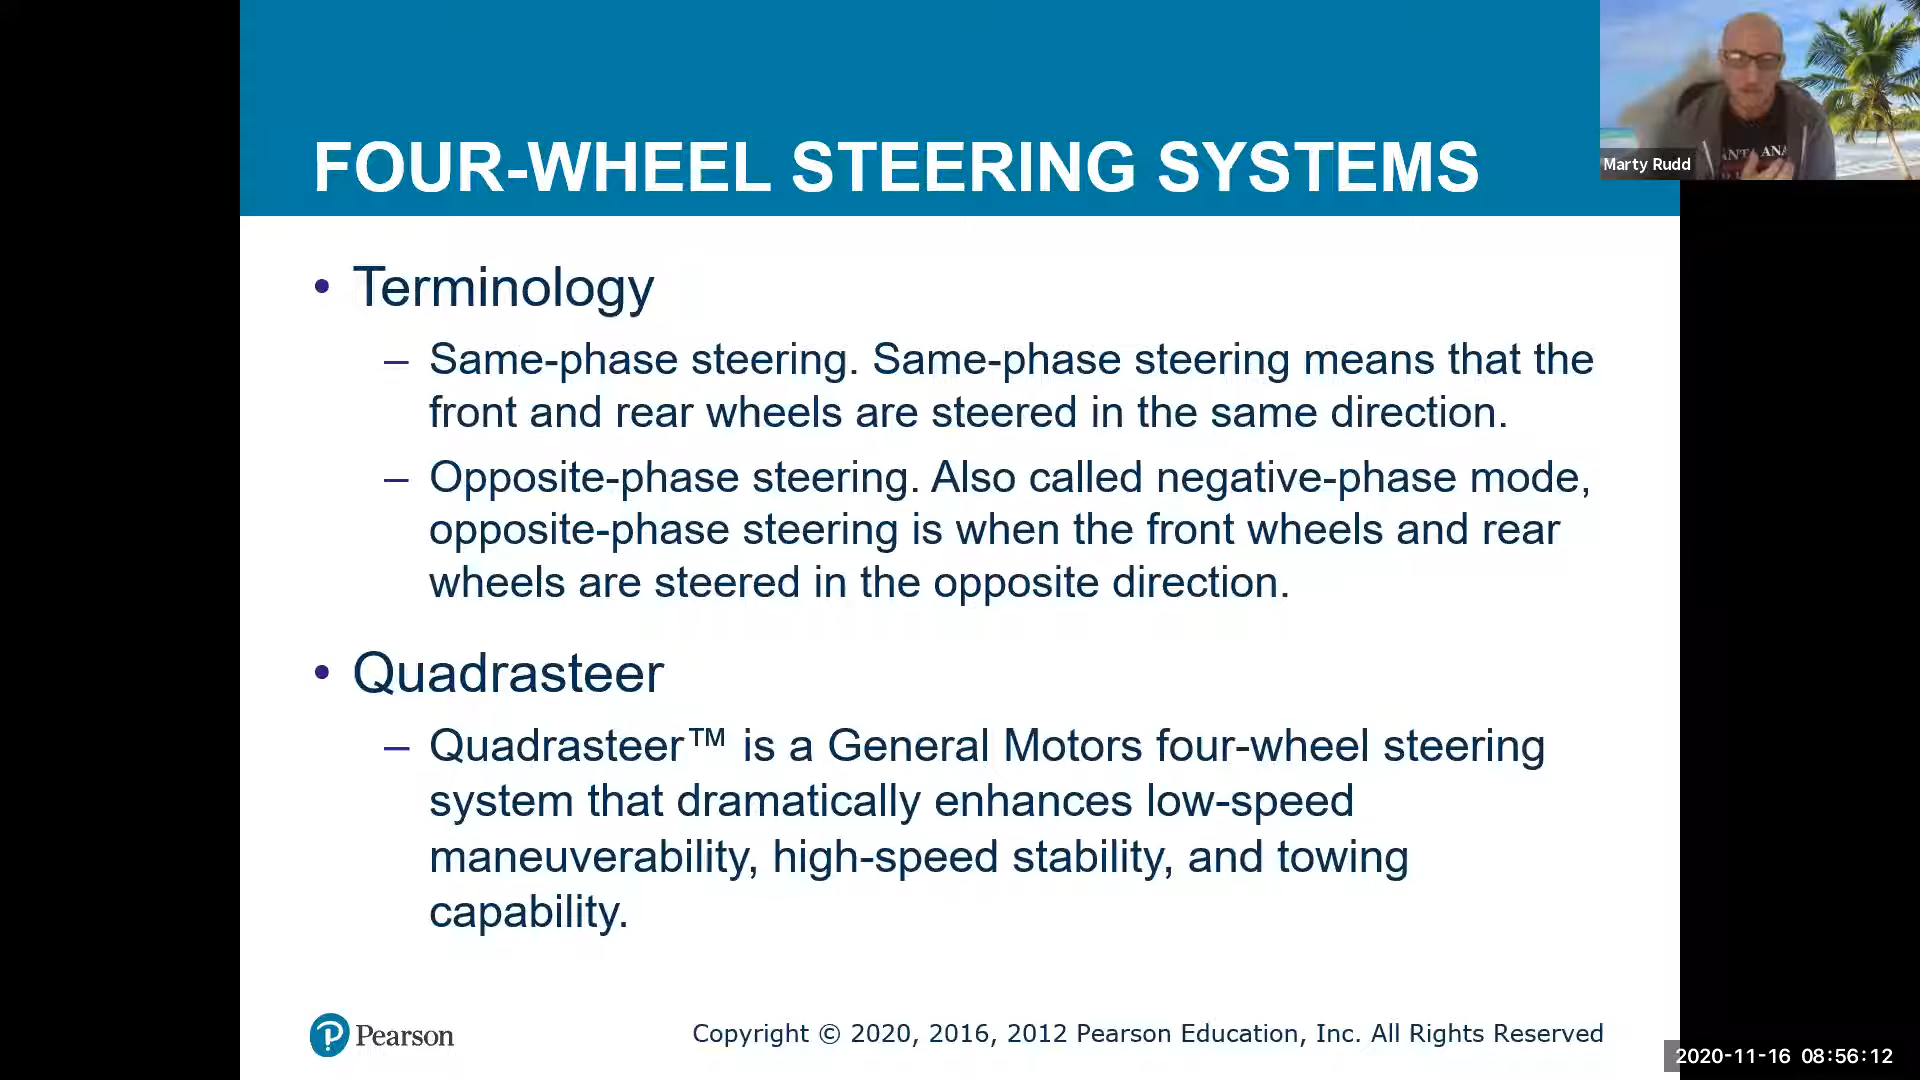 FOUR-WHEEL STEERING SYSTEMS
Marty Rudd
• Terminology
– Same-phase steering. Same-phase steering means that the
front and rear wheels are steered in the same direction.
– Opposite-phase steering. Also called negative-phase mode,
opposite-phase steering is when the front wheels and rear
wheels are steered in the opposite direction.
• Quadrasteer
– Quadrasteer™ is a General Motors four-wheel steering
system that dramatically enhances low-speed
maneuverability, high-speed stability, and towing
capability.
Pearson
Copyright © 2020, 2016, 2012 Pearson Education, Inc. All Rights Reserved
2020-11-16 08:56:12